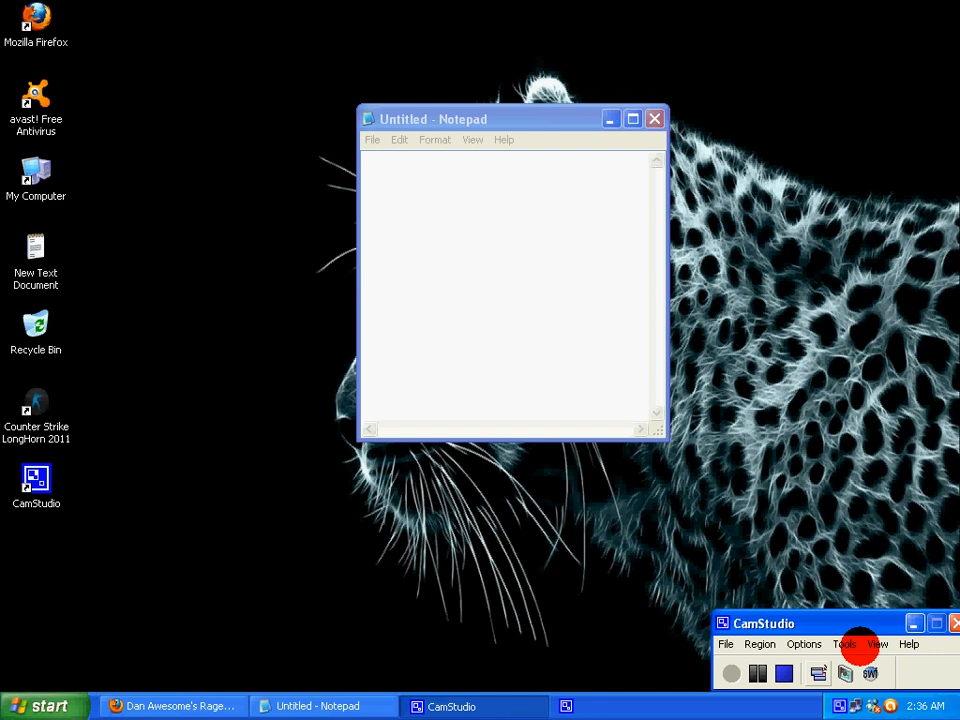 Mozilla Firefox
avast! Free
Antivirus
My Computer
New Text
Document
Recycle Bin
Counter Strike
LongHorn 2011
CamStudio
Untitled - Notepad
File Edit Format View Help
CamStudio
File Region Options Tools View Help
SWF
start
Dan Awesome's Rage...
Untitled - Notepad
CamStudio
2:36 AM